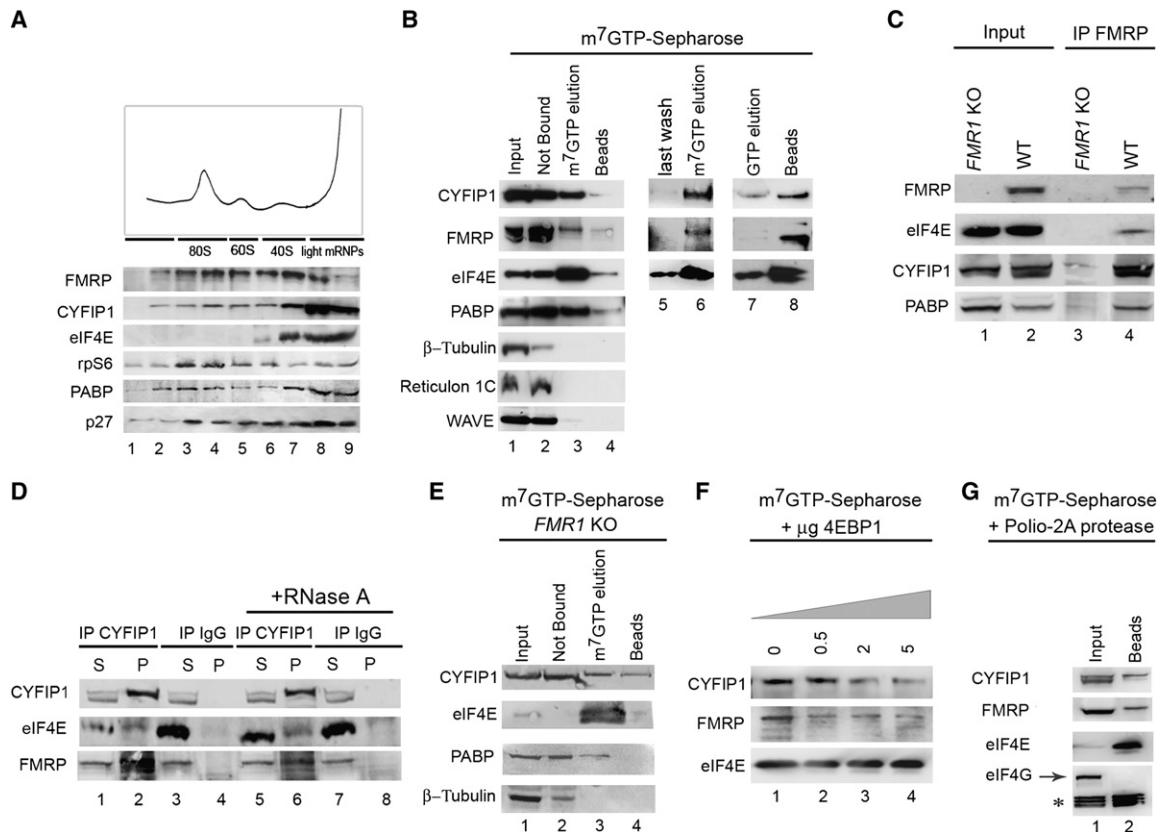 A
80S 60S 40S light mRNPs
FMRP
CYFIP1
eIF4E
rpS6
PABP
p27
1 2 3 4 5 6 7 8 9
B
m⁷GTP-Sepharose
Input
Not Bound
m⁷GTP elution
Beads
last wash
m⁷GTP elution
GTP elution
Beads
CYFIP1
FMRP
eIF4E
5 6 7 8
PABP
β–Tubulin
Reticulon 1C
WAVE
1 2 3 4
C
Input IP FMRP
FMR1 KO
WT
FMR1 KO
WT
FMRP
eIF4E
CYFIP1
PABP
1 2 3 4
D
+RNase A
IP CYFIP1 IP IgG IP CYFIP1 IP IgG
S P S P S P S P
CYFIP1
eIF4E
FMRP
1 2 3 4 5 6 7 8
E
m⁷GTP-Sepharose
FMR1 KO
Input
Not Bound
m⁷GTP elution
Beads
CYFIP1
eIF4E
PABP
β–Tubulin
1 2 3 4
F
m⁷GTP-Sepharose
+ μg 4EBP1
0 0.5 2 5
CYFIP1
FMRP
eIF4E
1 2 3 4
G
m⁷GTP-Sepharose
+ Polio-2A protease
Input
Beads
CYFIP1
FMRP
eIF4E
eIF4G
*
1 2